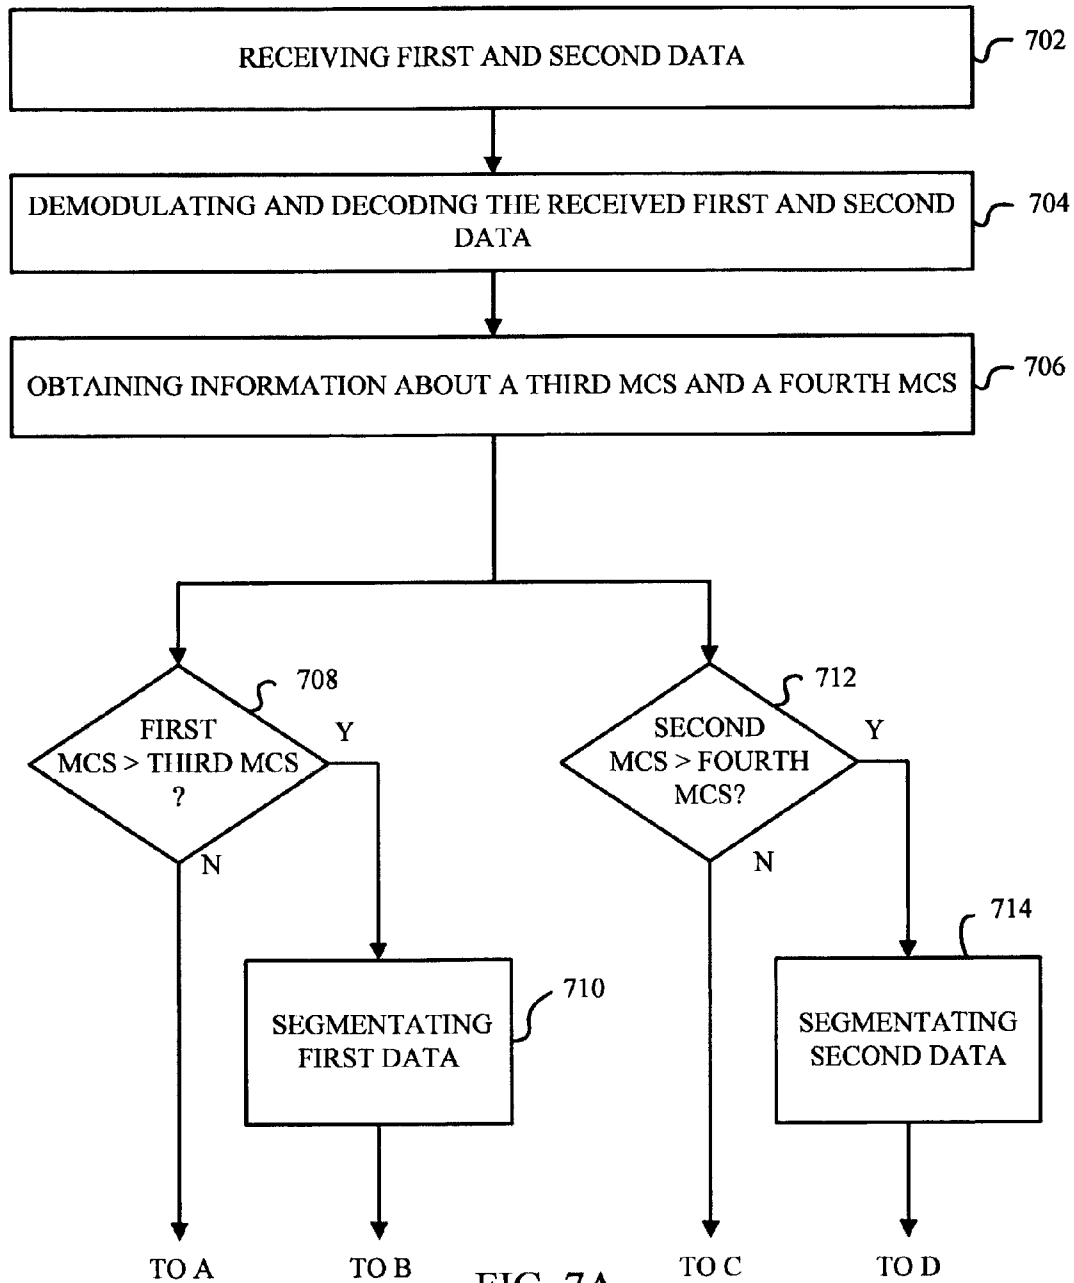 RECEIVING FIRST AND SECOND DATA
702
DEMODULATING AND DECODING THE RECEIVED FIRST AND SECOND
DATA
704
OBTAINING INFORMATION ABOUT A THIRD MCS AND A FOURTH MCS
706
708
FIRST
MCS > THIRD MCS
?
Y
N
712
SECOND
MCS > FOURTH
MCS?
Y
N
710
SEGMENTATING
FIRST DATA
714
SEGMENTATING
SECOND DATA
TO A
TO B
TO C
TO D
FIG. 7A